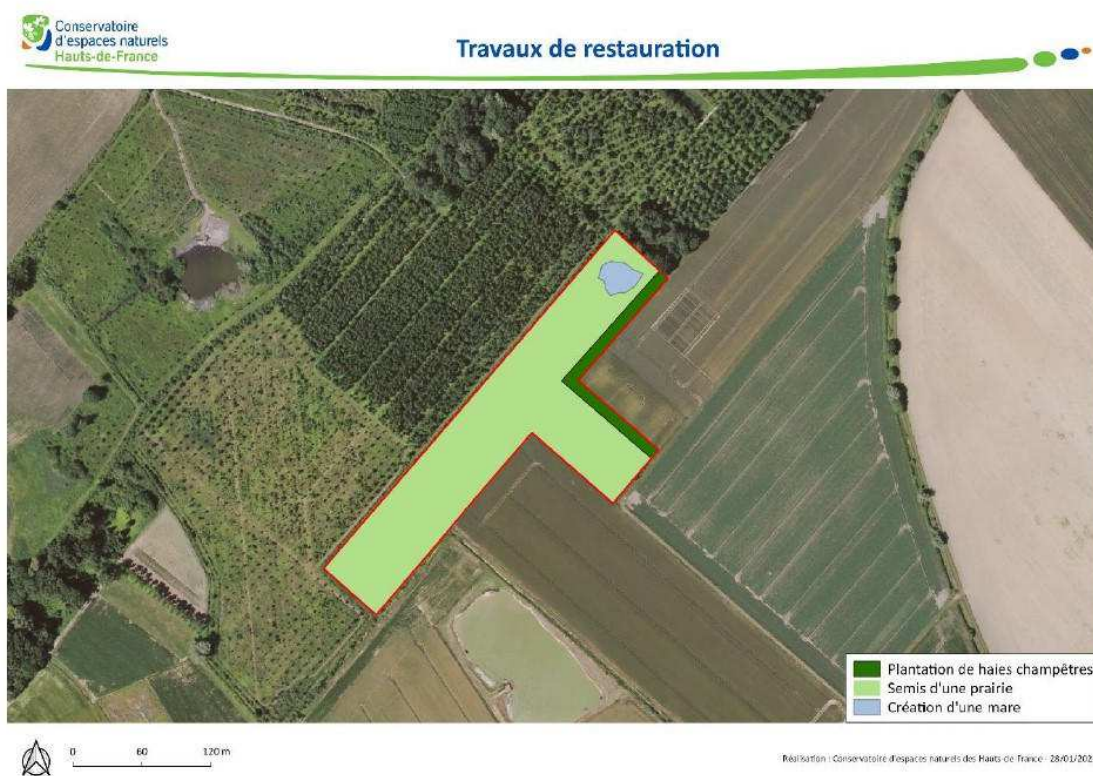 Conservatoire
d'espaces naturels
Hauts-de-France
Travaux de restauration
Plantation de haies champêtres
Semis d'une prairie
Création d'une mare
0 60 120 m
Réalisation : Conservatoire d'espaces naturels des Hauts de France - 28/01/202